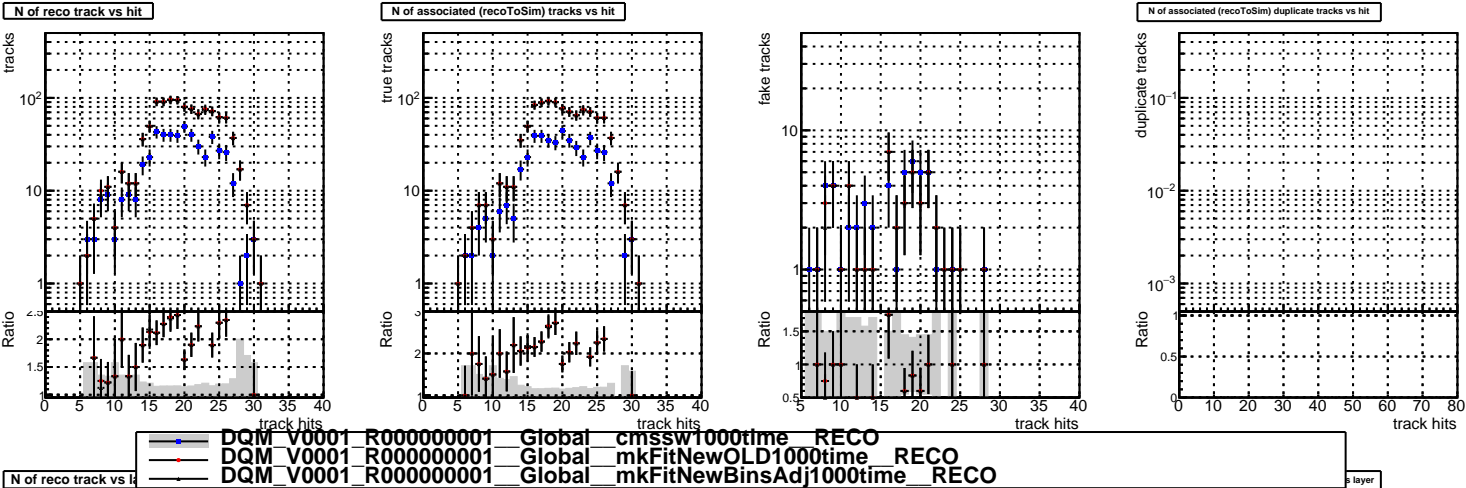 N of reco track vs hit
N of associated (recoToSim) tracks vs hit
N of associated (recoToSim) duplicate tracks vs hit
tracks
10²
10
1
Ratio
2.5
2
1.5
1
0 5 10 15 20 25 30 35 40
track hits
true tracks
10²
10
1
Ratio
3
2
1
0 5 10 15 20 25 30 35 40
track hits
fake tracks
10
1
Ratio
1.5
1
0.5
5 10 15 20 25 30 35 40
track hits
duplicate tracks
10⁻¹
10⁻²
10⁻³
Ratio
1
0.5
0
0 10 20 30 40 50 60 70 80
track hits
DQM_V0001_R000000001__Global__cmssw1000time__RECO
DQM_V0001_R000000001__Global__mkFitNewOLD1000time__RECO
DQM_V0001_R000000001__Global__mkFitNewBinsAdj1000time__RECO
N of reco track vs
layer